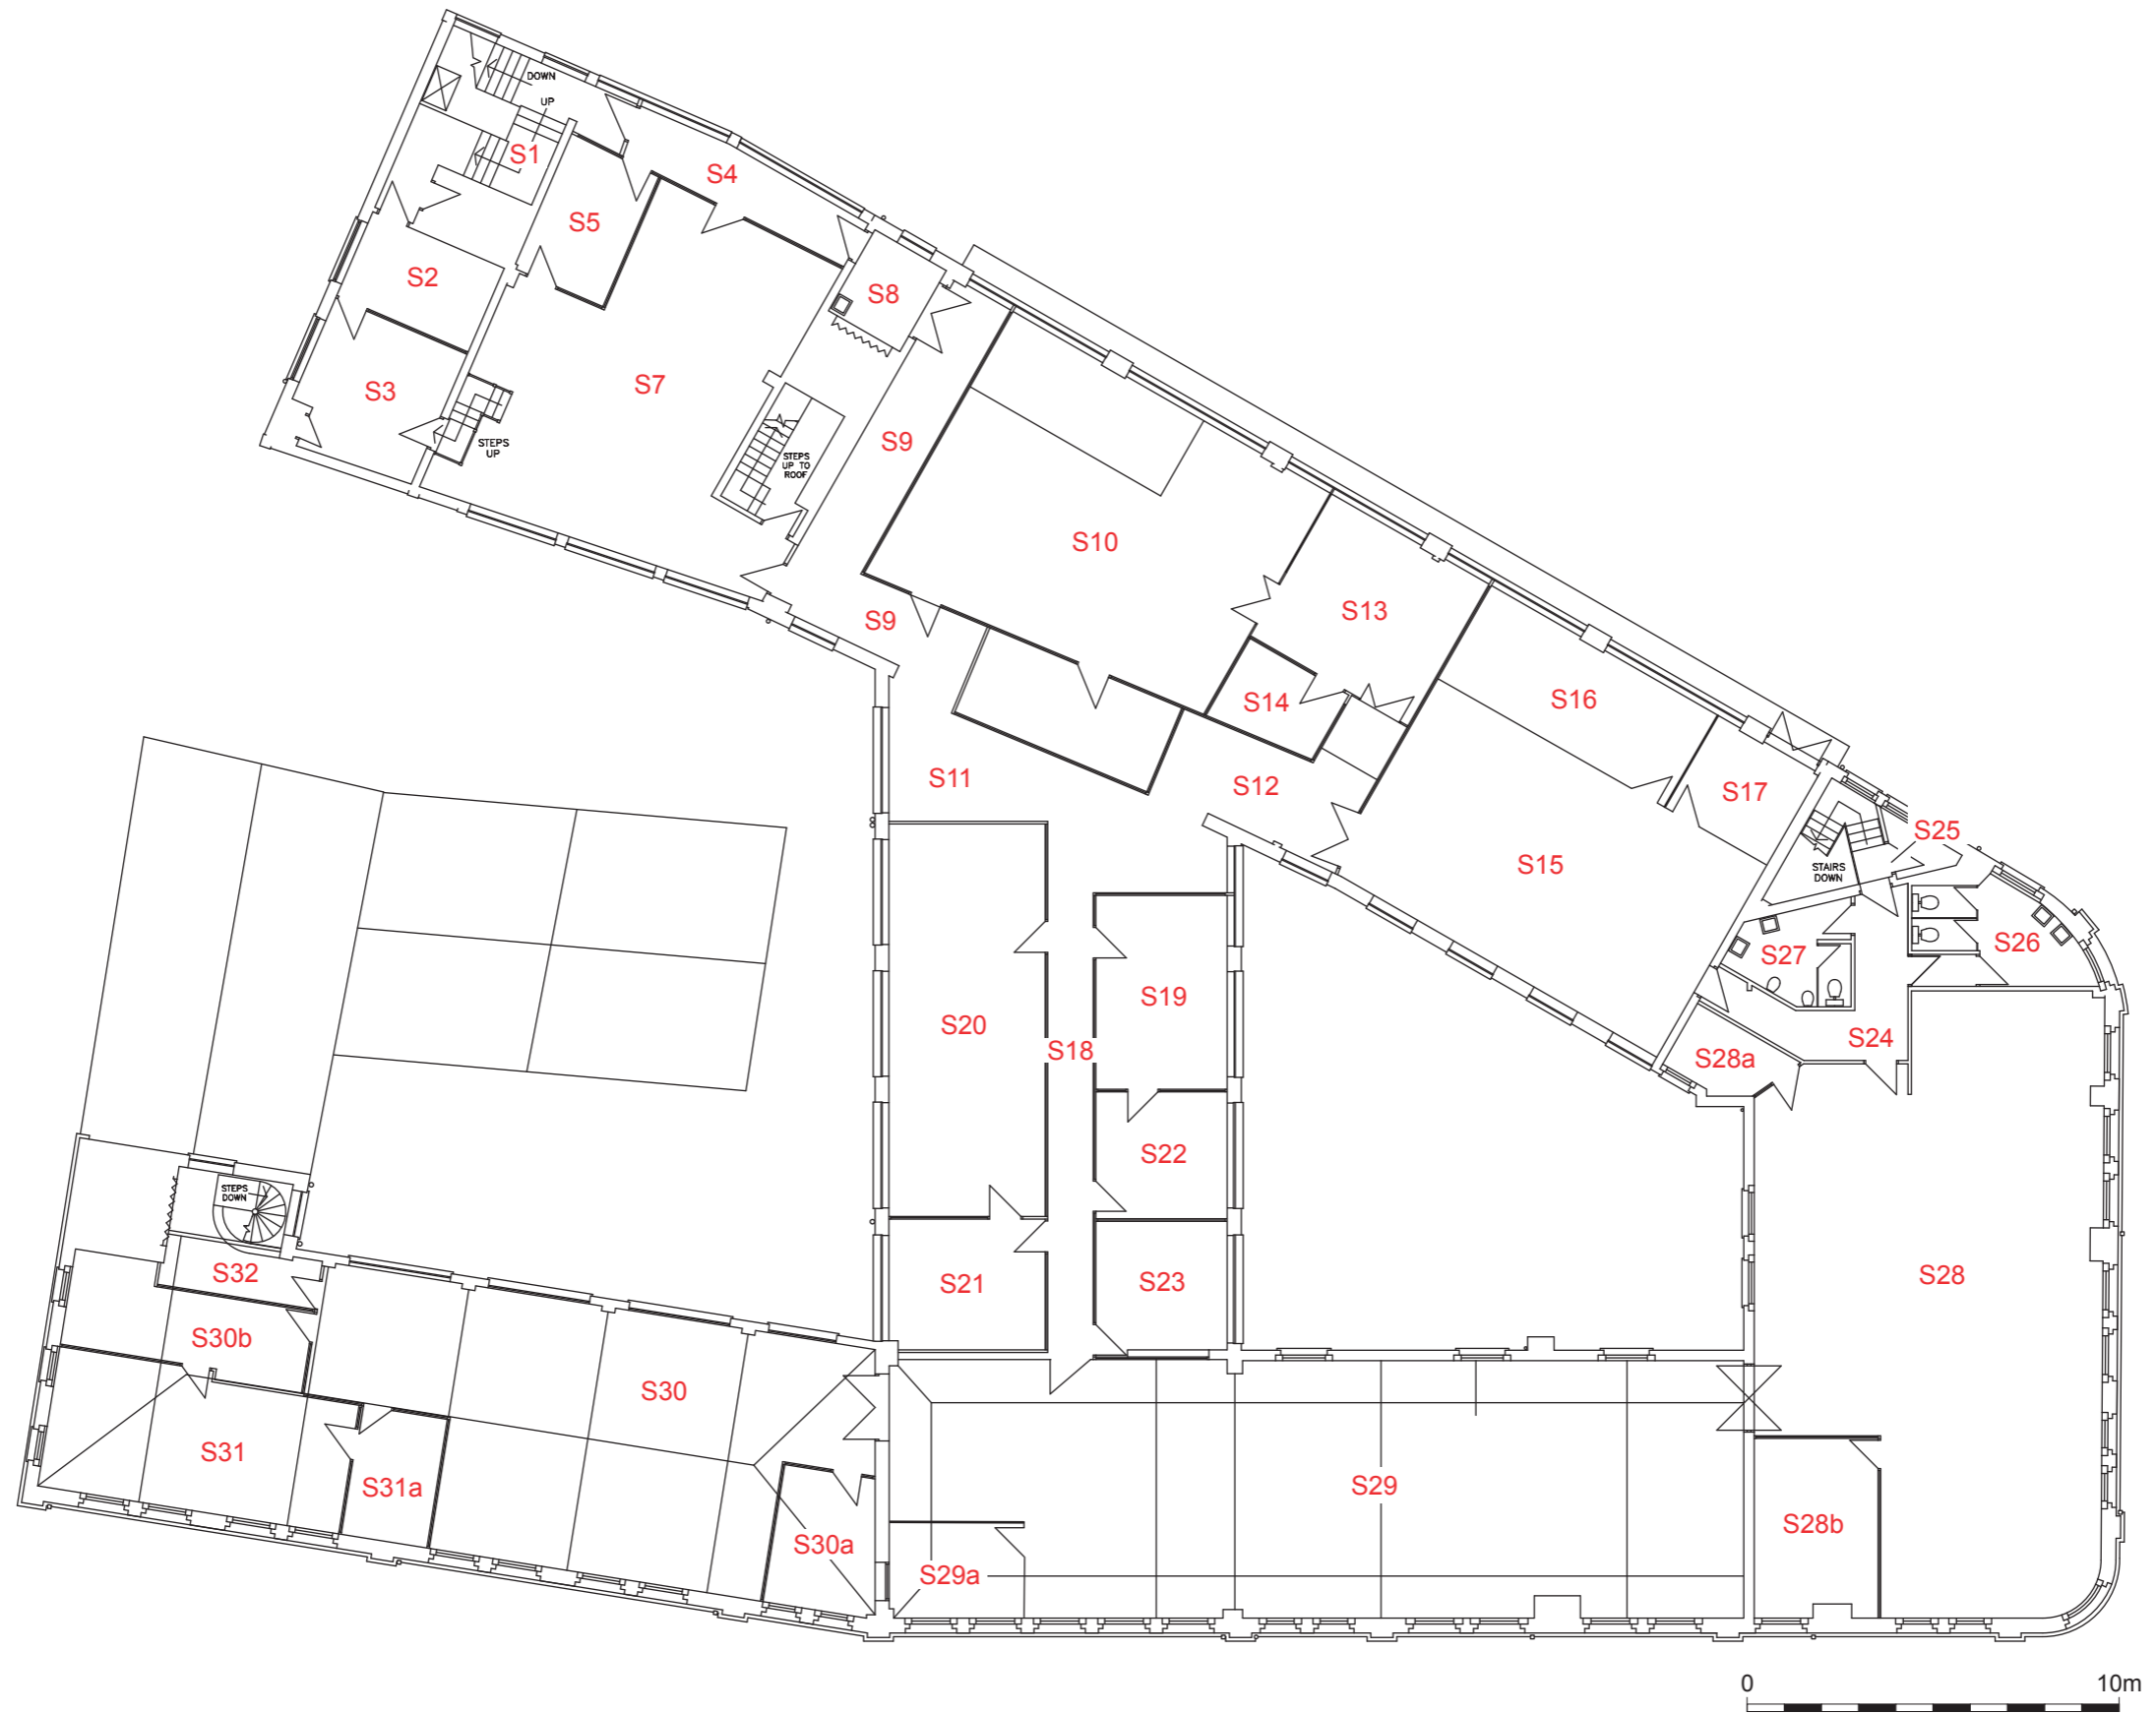 DOWN
UP
S1
S4
S5
S2
S8
S3
S7
STEPS
UP
S9
STEPS
UP TO
ROOF
S10
S9
S13
S14
S16
S11
S12
S17
S15
S25
STAIRS
DOWN
S26
S27
S19
S20
S18
S24
S28a
S22
STEPS
DOWN
S32
S21
S23
S28
S30b
S30
S31
S31a
S29
S30a
S29a
S28b
0
10m